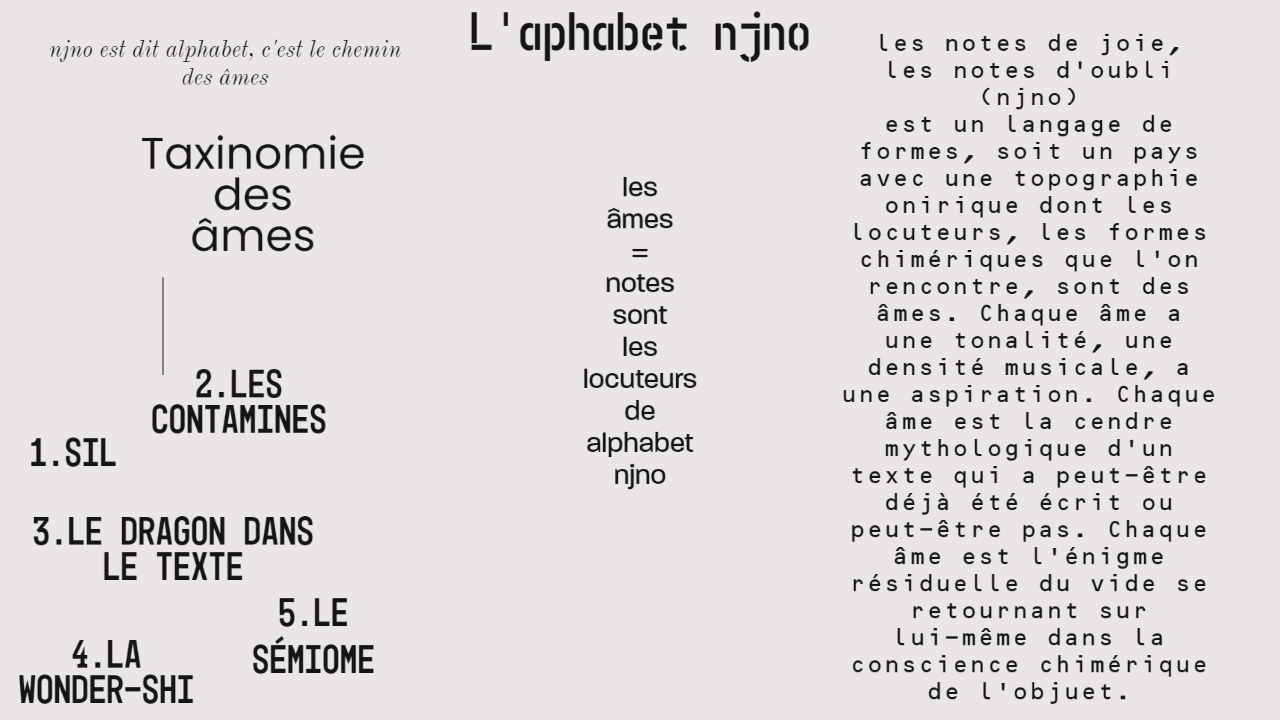 L'aphabet njno
njno est dit alphabet, c'est le chemin
des âmes
Taxinomie
des
âmes
1.SIL
2.LES
CONTAMINES
3.LE DRAGON DANS
LE TEXTE
4.LA
WONDER-SHI
5.LE
SÉMIOME
les
âmes
=
notes
sont
les
locuteurs
de
alphabet
njno
les notes de joie,
les notes d'oubli
(njno)
est un langage de
formes, soit un pays
avec une topographie
onirique dont les
locuteurs, les formes
chimériques que l'on
rencontre, sont des
âmes. Chaque âme a
une tonalité, une
densité musicale, a
une aspiration. Chaque
âme est la cendre
mythologique d'un
texte qui a peut-être
déjà été écrit ou
peut-être pas. Chaque
âme est l'énigme
résiduelle du vide se
retournant sur
lui-même dans la
conscience chimérique
de l'objuet.